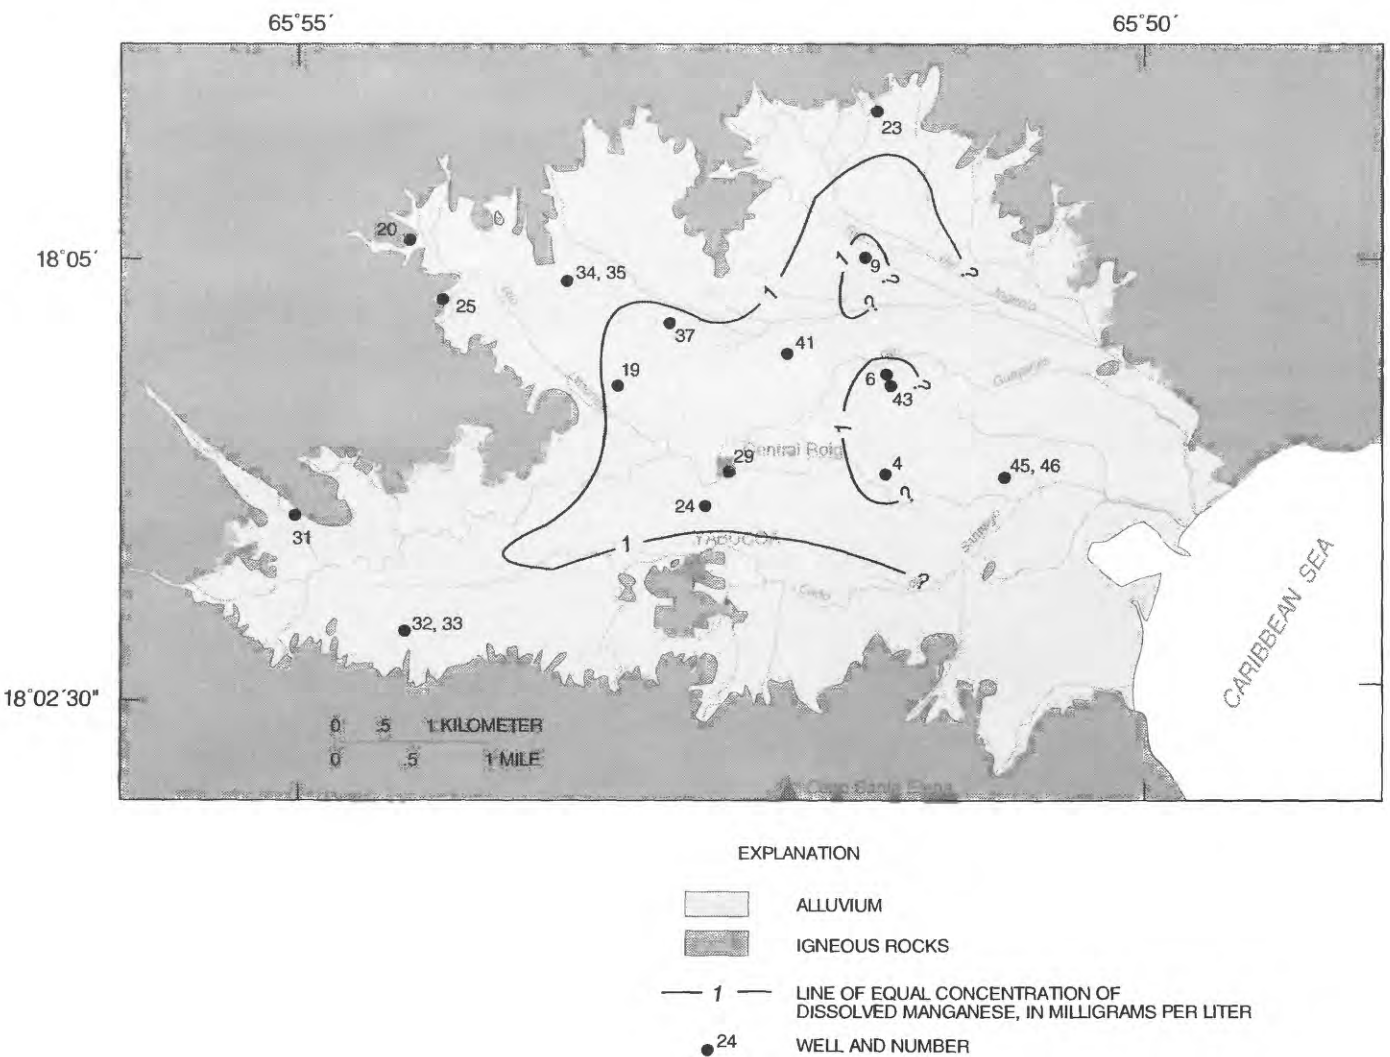 65°55′ 65°50′
23
20
18°05′
34, 35
1
9
?
?
25
1
?
37
41
19
6
?
43
1
Central Roig
29
4
45, 46
24
?
31
1
YABUCOA
?
32, 33
CARIBBEAN SEA
18°02′30"
0 .5 1 KILOMETER
0 .5 1 MILE
EXPLANATION
ALLUVIUM
IGNEOUS ROCKS
1 LINE OF EQUAL CONCENTRATION OF
DISSOLVED MANGANESE, IN MILLIGRAMS PER LITER
24 WELL AND NUMBER